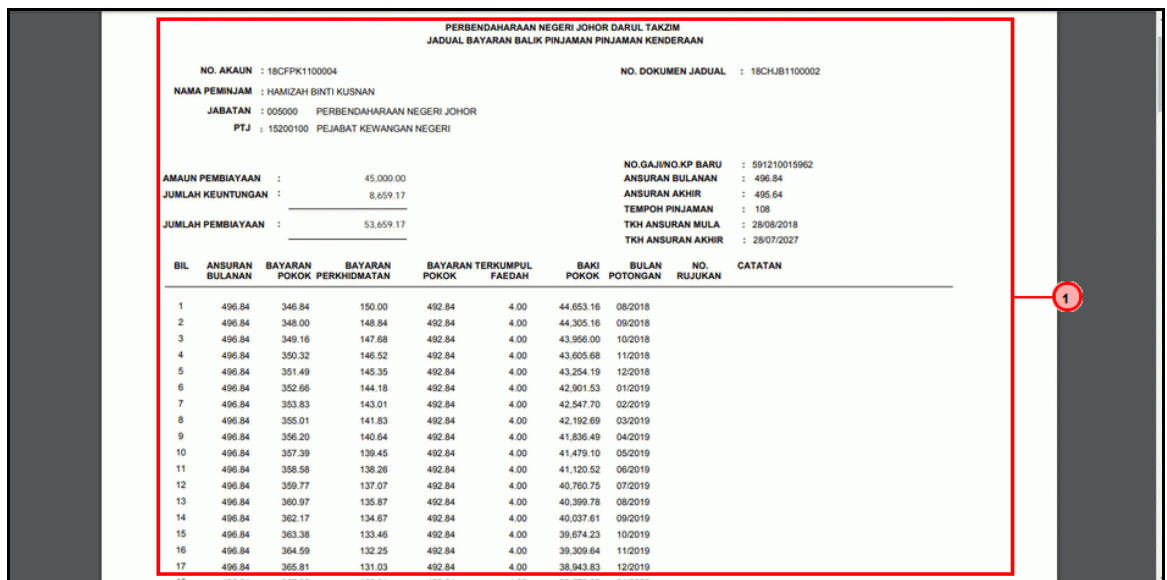 PERBENDAHARAAN NEGERI JOHOR DARUL TAKZIM
JADUAL BAYARAN BALIK PINJAMAN PINJAMAN KENDERAAN
NO. AKAUN : 18CFPK1100004 NO. DOKUMEN JADUAL : 18CHJB1100002
NAMA PEMINJAM : HAMIZAH BINTI KUSNAN
JABATAN : 005000 PERBENDAHARAAN NEGERI JOHOR
PTJ : 15200100 PEJABAT KEWANGAN NEGERI
NO.GAJI/NO.KP BARU : 591210015962
AMAUN PEMBIAYAAN : 45,000.00 ANSURAN BULANAN : 496.84
JUMLAH KEUNTUNGAN : 8,659.17 ANSURAN AKHIR : 495.64
TEMPOH PINJAMAN : 108
JUMLAH PEMBIAYAAN : 53,659.17 TKH ANSURAN MULA : 28/08/2018
TKH ANSURAN AKHIR : 28/07/2027
BIL ANSURAN BAYARAN BAYARAN BAYARAN TERKUMPUL BAKI BULAN NO. CATATAN
BULANAN POKOK PERKHIDMATAN POKOK FAEDAH POKOK POTONGAN RUJUKAN
1 496.84 346.84 150.00 492.84 4.00 44,653.16 08/2018
1
2 496.84 348.00 148.84 492.84 4.00 44,305.16 09/2018
3 496.84 349.16 147.68 492.84 4.00 43,956.00 10/2018
4 496.84 350.32 146.52 492.84 4.00 43,605.68 11/2018
5 496.84 351.49 145.35 492.84 4.00 43,254.19 12/2018
6 496.84 352.66 144.18 492.84 4.00 42,901.53 01/2019
7 496.84 353.83 143.01 492.84 4.00 42,547.70 02/2019
8 496.84 355.01 141.83 492.84 4.00 42,192.69 03/2019
9 496.84 356.20 140.64 492.84 4.00 41,836.49 04/2019
10 496.84 357.39 139.45 492.84 4.00 41,479.10 05/2019
11 496.84 358.58 138.26 492.84 4.00 41,120.52 06/2019
12 496.84 359.77 137.07 492.84 4.00 40,760.75 07/2019
13 496.84 360.97 135.87 492.84 4.00 40,399.78 08/2019
14 496.84 362.17 134.67 492.84 4.00 40,037.61 09/2019
15 496.84 363.38 133.46 492.84 4.00 39,674.23 10/2019
16 496.84 364.59 132.25 492.84 4.00 39,309.64 11/2019
17 496.84 365.81 131.03 492.84 4.00 38,943.83 12/2019